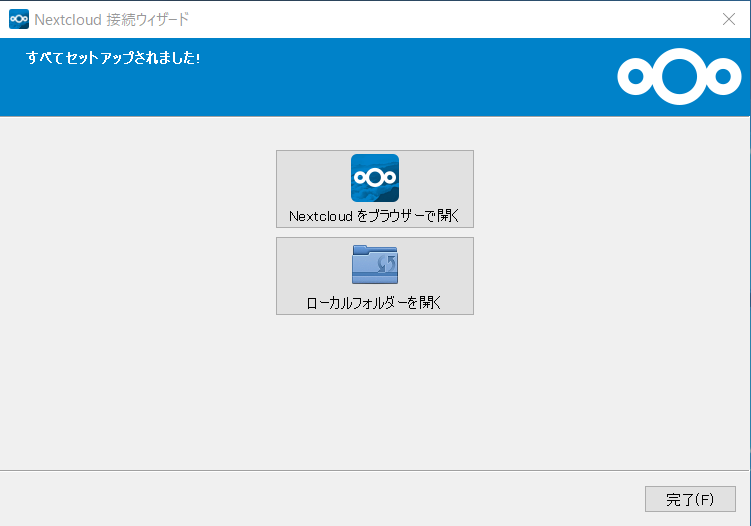 Nextcloud 接続ウィザード
すべてセットアップされました!
Nextcloud をブラウザーで開く
ローカルフォルダーを開く
完了(F)